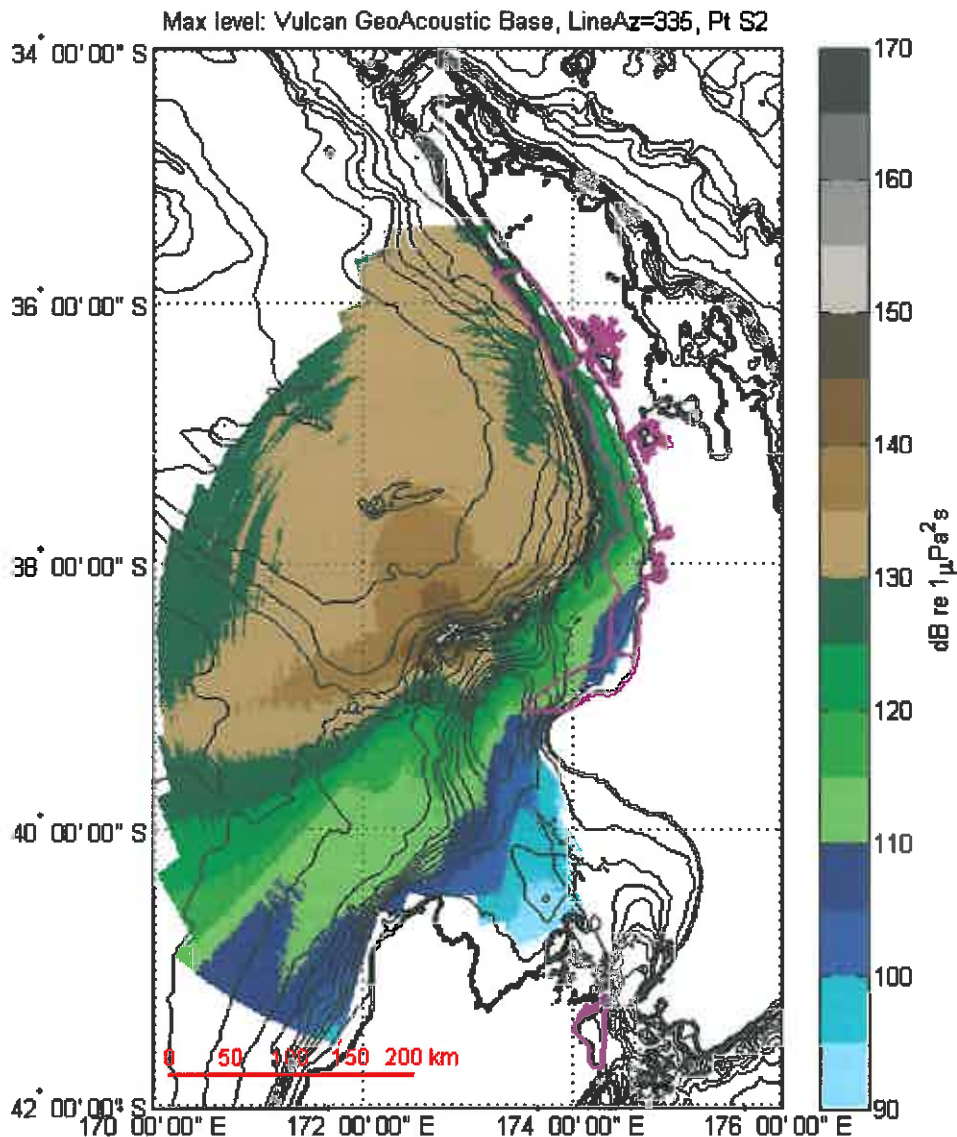 Max level: Vulcan GeoAcoustic Base, LineAz=335, Pt S2
34° 00' 00" S
36° 00' 00" S
38° 00' 00" S
40° 00' 00" S
42° 00' 00" S
170° 00' 00" E
172° 00' 00" E
174° 00' 00" E
176° 00' 00" E
0 50 100 150 200 km
170
160
150
140
130
120
110
100
90
dB re 1μPa²s